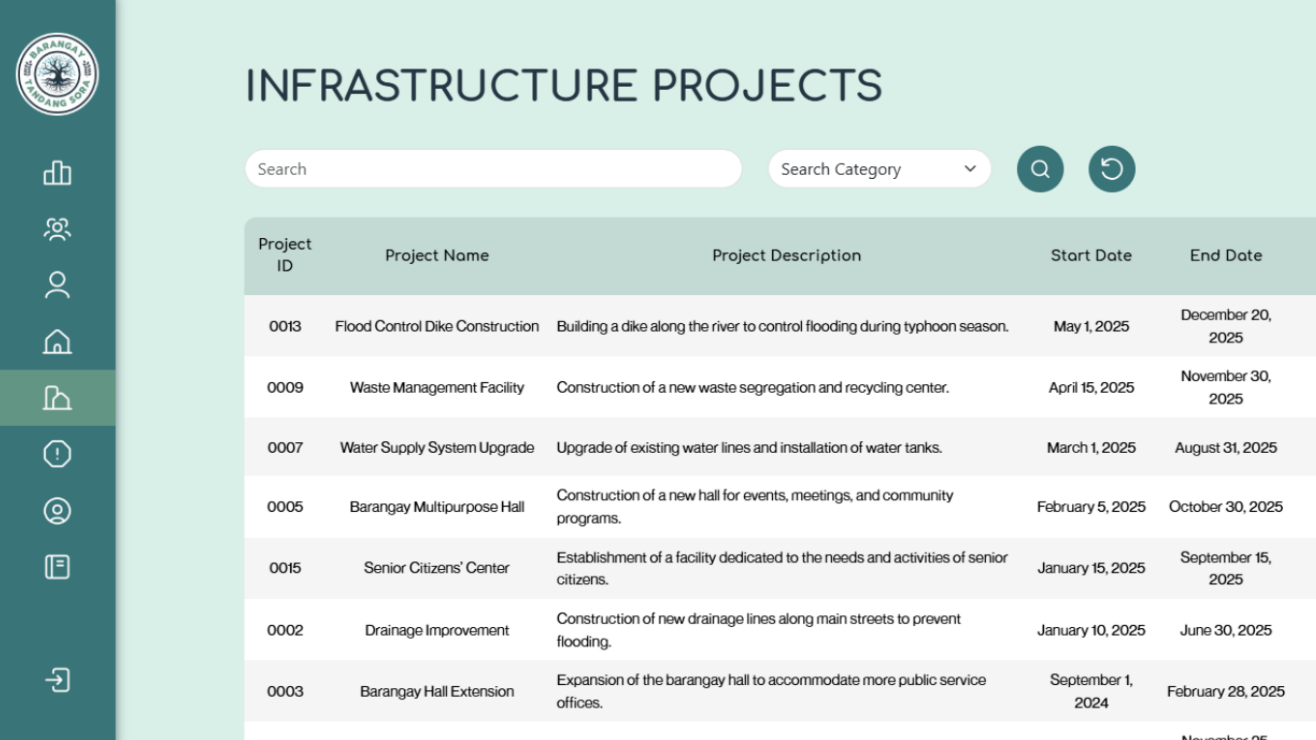 BARANGAY
TANDANG SORA
INFRASTRUCTURE PROJECTS
Search
Search Category
Project
ID
Project Name
Project Description
Start Date
End Date
0013
Flood Control Dike Construction
Building a dike along the river to control flooding during typhoon season.
May 1, 2025
December 20,
2025
0009
Waste Management Facility
Construction of a new waste segregation and recycling center.
April 15, 2025
November 30,
2025
0007
Water Supply System Upgrade
Upgrade of existing water lines and installation of water tanks.
March 1, 2025
August 31, 2025
0005
Barangay Multipurpose Hall
Construction of a new hall for events, meetings, and community
programs.
February 5, 2025
October 30, 2025
0015
Senior Citizens' Center
Establishment of a facility dedicated to the needs and activities of senior
citizens.
January 15, 2025
September 15,
2025
0002
Drainage Improvement
Construction of new drainage lines along main streets to prevent
flooding.
January 10, 2025
June 30, 2025
0003
Barangay Hall Extension
Expansion of the barangay hall to accommodate more public service
offices.
September 1,
2024
February 28, 2025